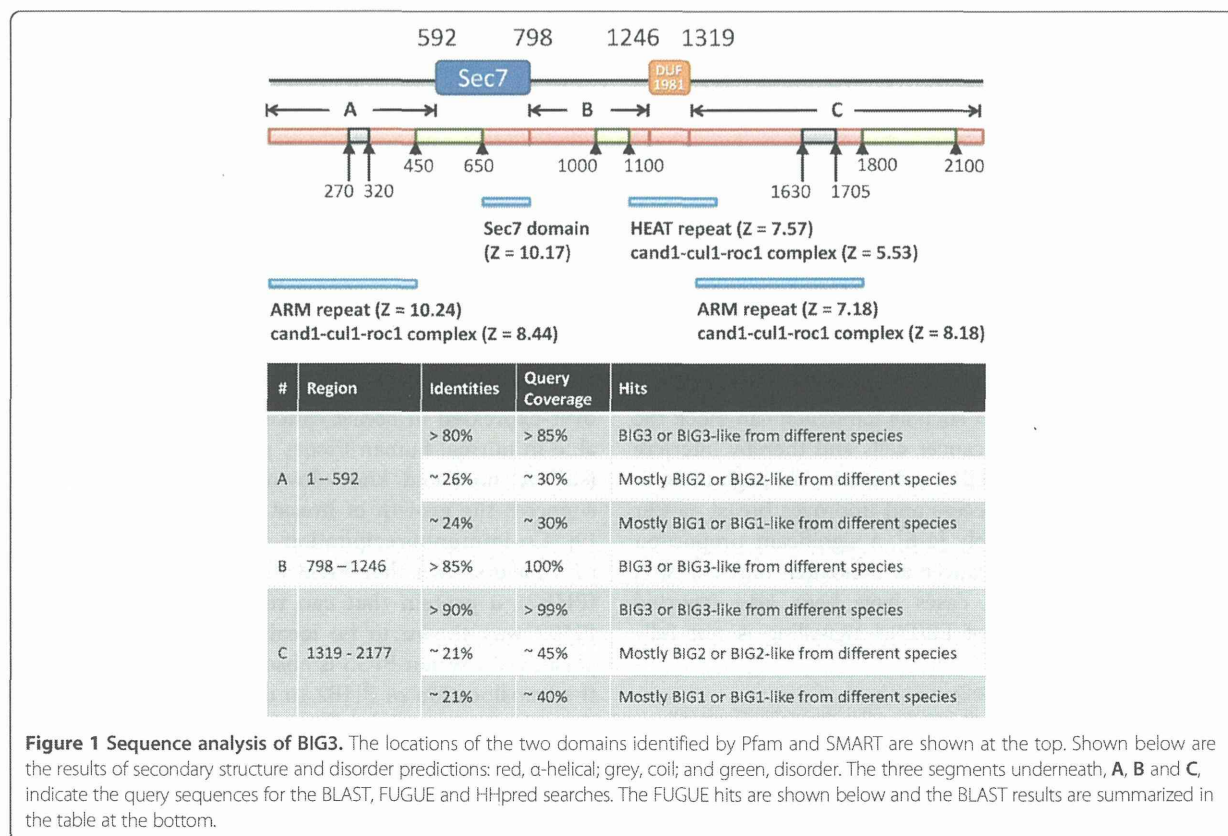 592 798 1246 1319
Sec7
DUF
1981
A B C
450 650 1000 1100 1800 2100
270 320 1630 1705
Sec7 domain
(Z = 10.17)
HEAT repeat (Z = 7.57)
cand1-cul1-roc1 complex (Z = 5.53)
ARM repeat (Z = 10.24)
cand1-cul1-roc1 complex (Z = 8.44)
ARM repeat (Z = 7.18)
cand1-cul1-roc1 complex (Z = 8.18)
# Region Identities Query Coverage Hits
> 80% > 85% BIG3 or BIG3-like from different species
A 1 – 592 ~ 26% ~ 30% Mostly BIG2 or BIG2-like from different species
~ 24% ~ 30% Mostly BIG1 or BIG1-like from different species
B 798 – 1246 > 85% 100% BIG3 or BIG3-like from different species
> 90% > 99% BIG3 or BIG3-like from different species
C 1319 - 2177 ~ 21% ~ 45% Mostly BIG2 or BIG2-like from different species
~ 21% ~ 40% Mostly BIG1 or BIG1-like from different species
Figure 1 Sequence analysis of BIG3. The locations of the two domains identified by Pfam and SMART are shown at the top. Shown below are
the results of secondary structure and disorder predictions: red, α-helical; grey, coil; and green, disorder. The three segments underneath, A, B and C,
indicate the query sequences for the BLAST, FUGUE and HHpred searches. The FUGUE hits are shown below and the BLAST results are summarized in
the table at the bottom.